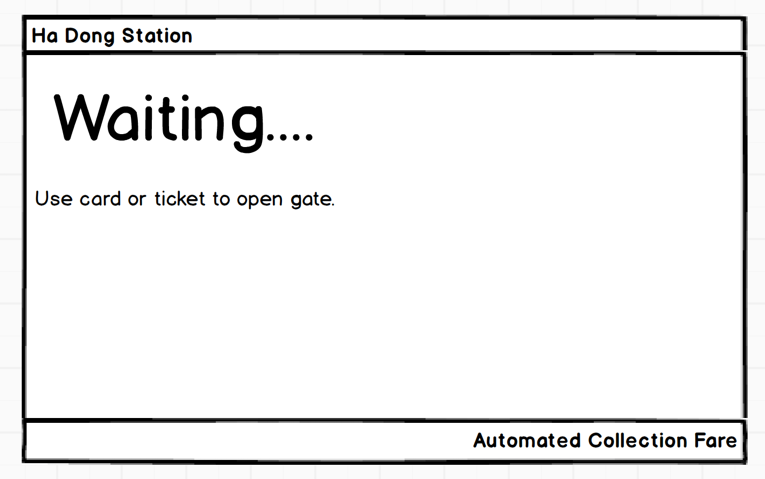 Ha Dong Station
Waiting....
Use card or ticket to open gate.
Automated Collection Fare